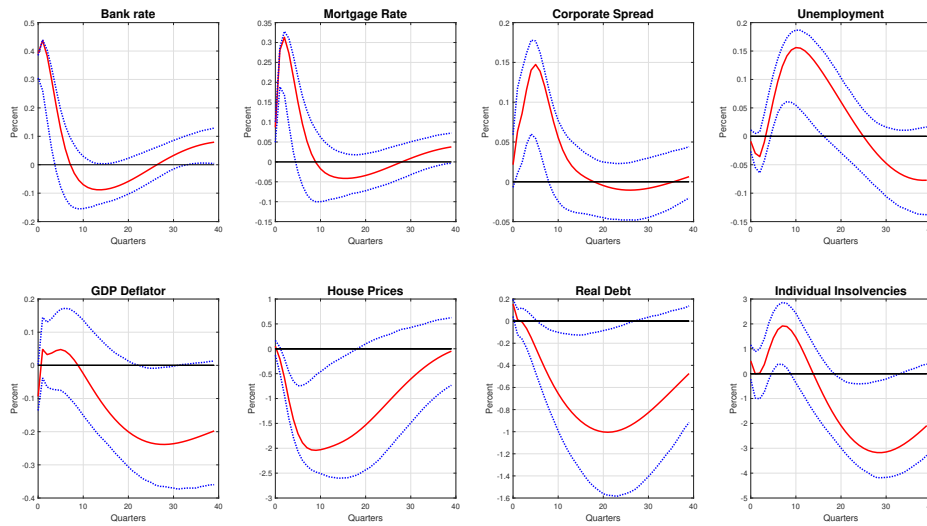 Bank rate
Mortgage Rate
Corporate Spread
Unemployment
0.5
0.4
0.3
0.2
0.1
0
-0.1
-0.2
Percent
0 10 20 30 40
Quarters
0.35
0.3
0.25
0.2
0.15
0.1
0.05
0
-0.05
-0.1
-0.15
Percent
0 10 20 30 40
Quarters
0.2
0.15
0.1
0.05
0
-0.05
Percent
0 10 20 30 40
Quarters
0.2
0.15
0.1
0.05
0
-0.05
-0.1
-0.15
Percent
0 10 20 30 40
Quarters
GDP Deflator
House Prices
Real Debt
Individual Insolvencies
0.2
0.1
0
-0.1
-0.2
-0.3
-0.4
Percent
0 10 20 30 40
Quarters
1
0.5
0
-0.5
-1
-1.5
-2
-2.5
-3
Percent
0 10 20 30 40
Quarters
0.2
0
-0.2
-0.4
-0.6
-0.8
-1
-1.2
-1.4
-1.6
Percent
0 10 20 30 40
Quarters
3
2
1
0
-1
-2
-3
-4
-5
Percent
0 10 20 30 40
Quarters